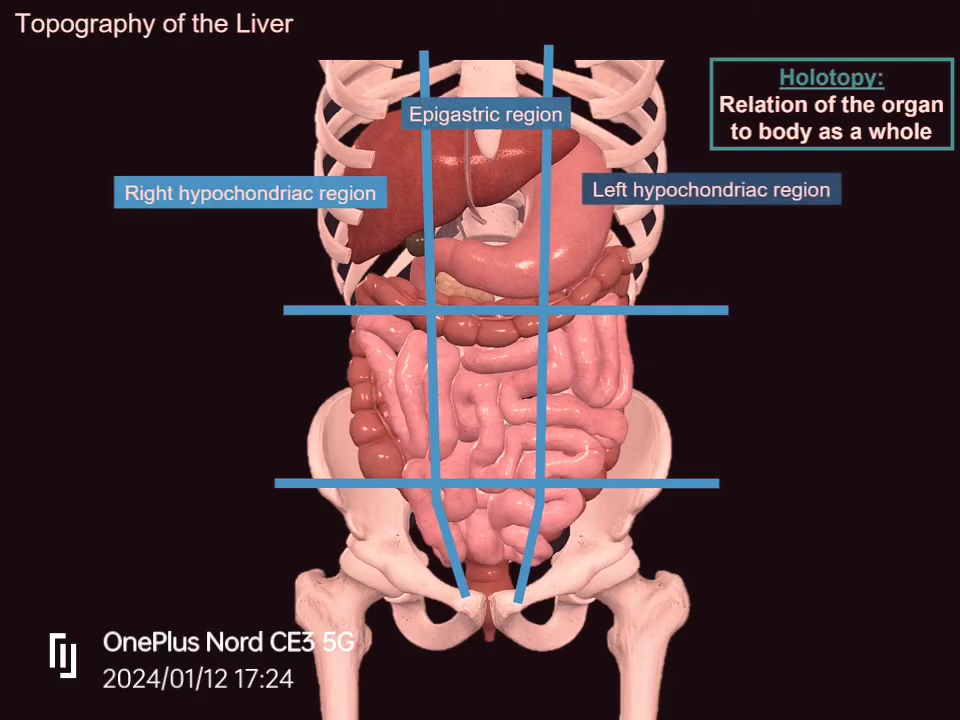 Topography of the Liver
Holotopy:
Relation of the organ
to body as a whole
Epigastric region
Right hypochondriac region
Left hypochondriac region
OnePlus Nord CE3 5G
2024/01/12 17:24